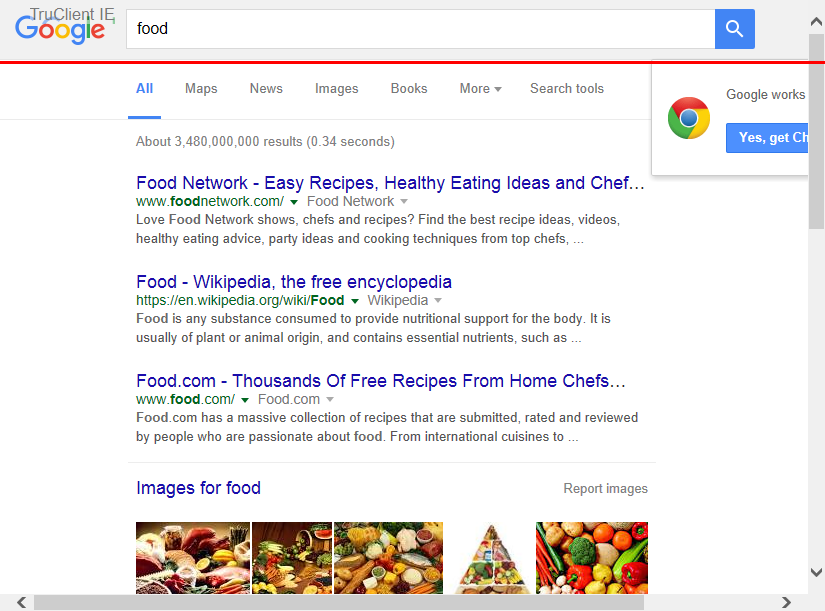 TruClient IE
Google
food
All Maps News Images Books More Search tools
Google works
Yes, get Ch
About 3,480,000,000 results (0.34 seconds)
Food Network - Easy Recipes, Healthy Eating Ideas and Chef...
www.foodnetwork.com/ Food Network
Love Food Network shows, chefs and recipes? Find the best recipe ideas, videos,
healthy eating advice, party ideas and cooking techniques from top chefs, ...
Food - Wikipedia, the free encyclopedia
https://en.wikipedia.org/wiki/Food Wikipedia
Food is any substance consumed to provide nutritional support for the body. It is
usually of plant or animal origin, and contains essential nutrients, such as ...
Food.com - Thousands Of Free Recipes From Home Chefs...
www.food.com/ Food.com
Food.com has a massive collection of recipes that are submitted, rated and reviewed
by people who are passionate about food. From international cuisines to ...
Images for food Report images